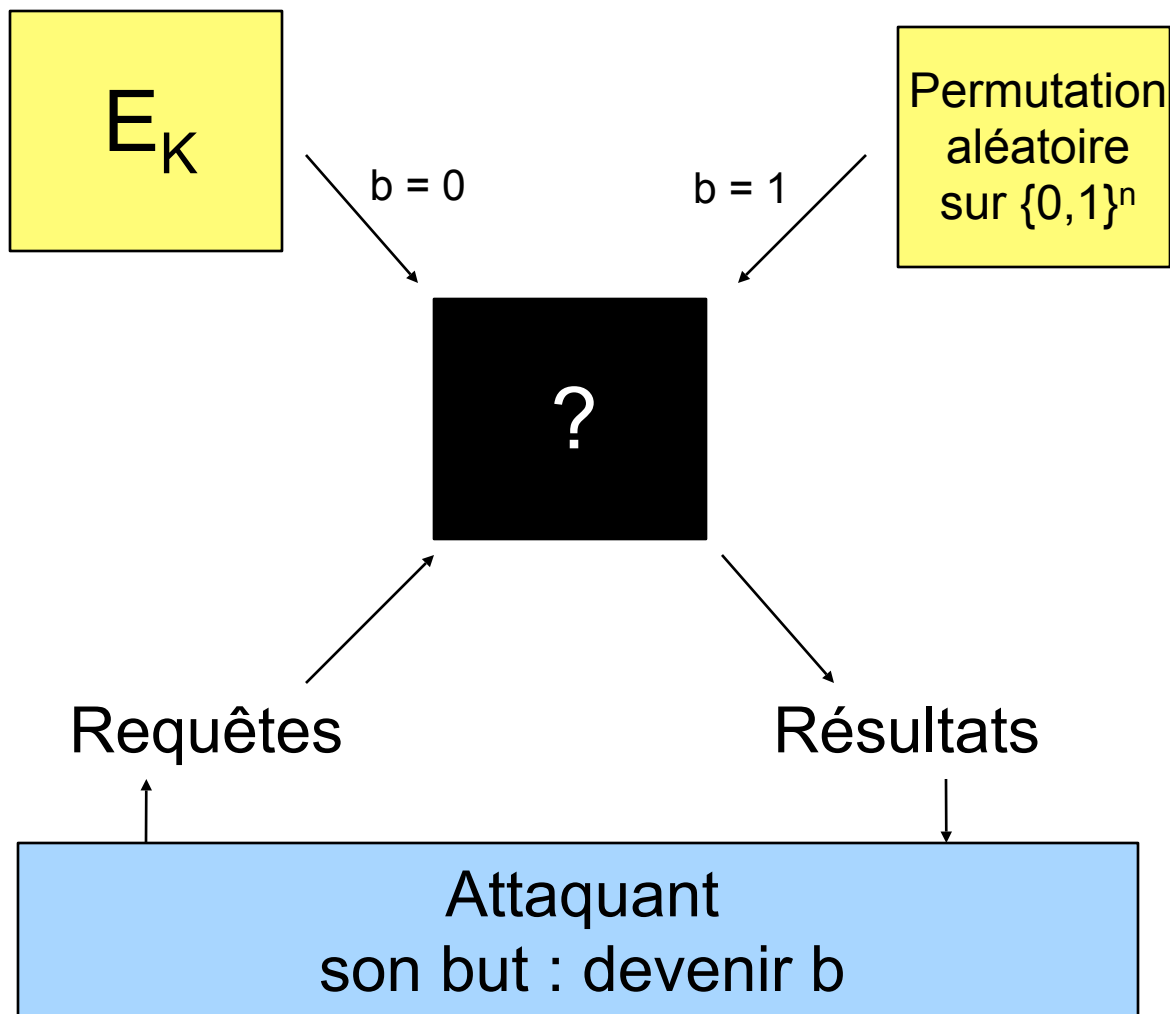 E_K
Permutation
aléatoire
sur {0,1}ⁿ
b = 0
b = 1
?
Requêtes
Résultats
Attaquant
son but : devenir b